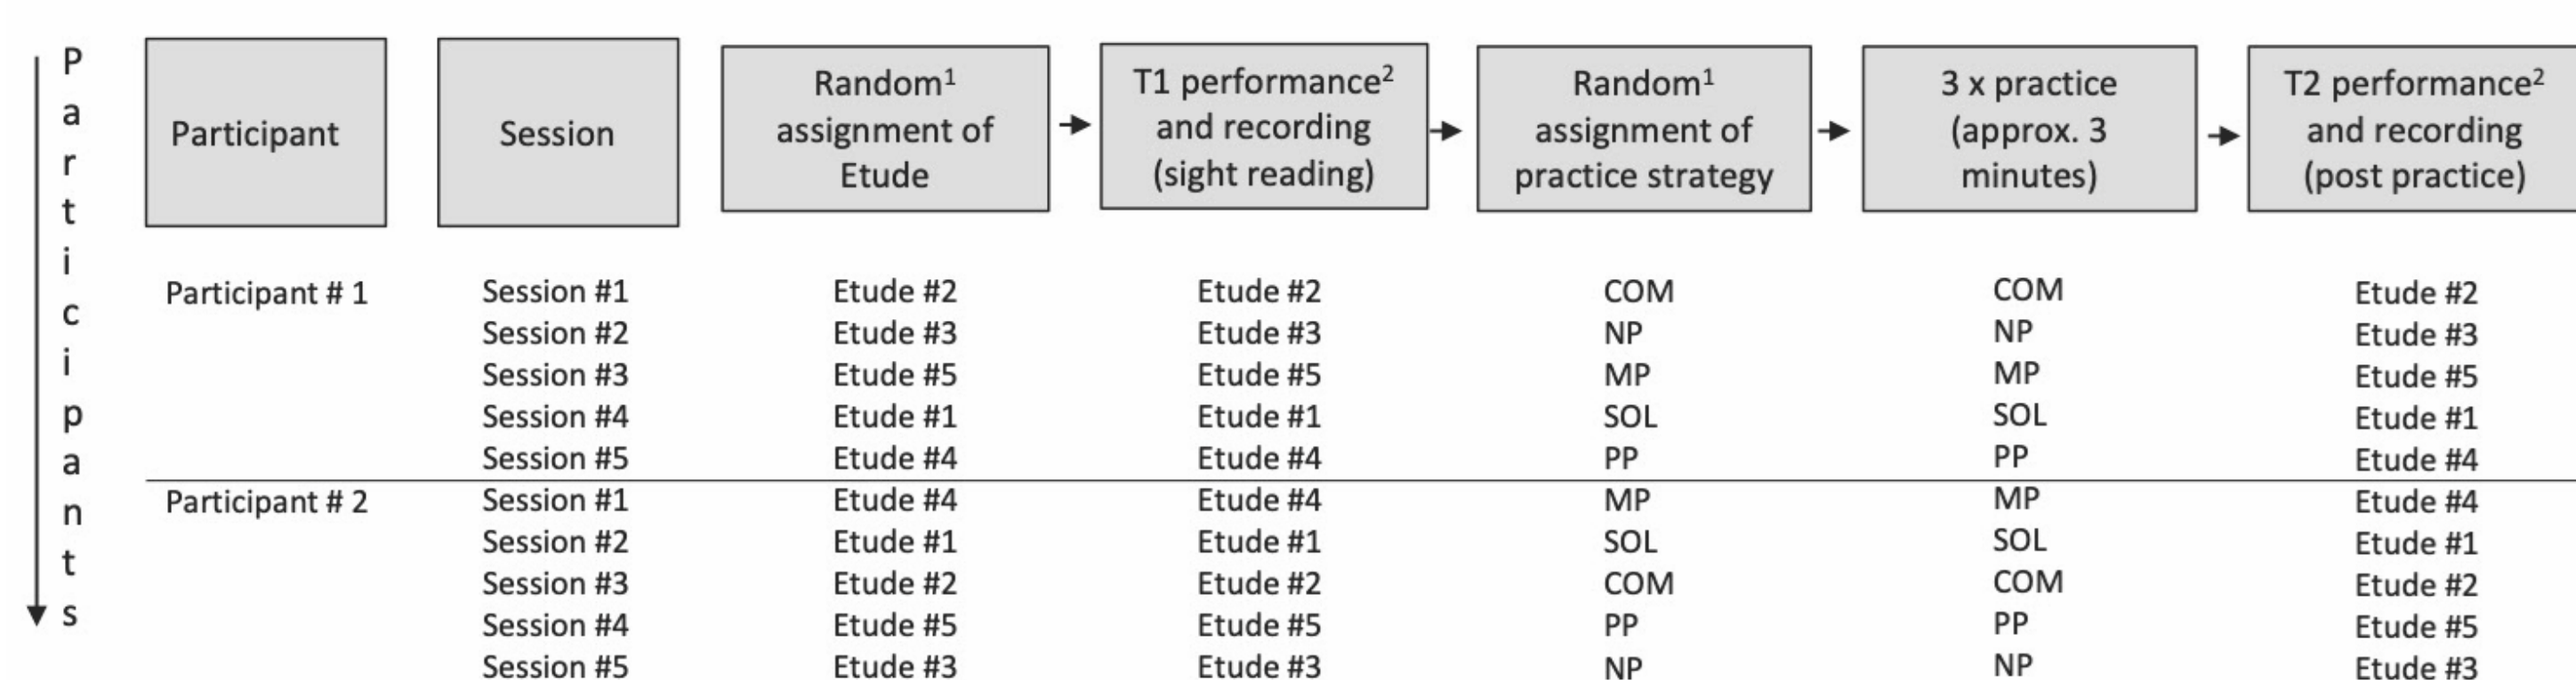 Participants
Participant
Session
Random¹
assignment of
Etude
T1 performance²
and recording
(sight reading)
Random¹
assignment of
practice strategy
3 x practice
(approx. 3
minutes)
T2 performance²
and recording
(post practice)
Participant # 1 Session #1 Etude #2 Etude #2 COM COM Etude #2
Session #2 Etude #3 Etude #3 NP NP Etude #3
Session #3 Etude #5 Etude #5 MP MP Etude #5
Session #4 Etude #1 Etude #1 SOL SOL Etude #1
Session #5 Etude #4 Etude #4 PP PP Etude #4
Participant # 2 Session #1 Etude #4 Etude #4 MP MP Etude #4
Session #2 Etude #1 Etude #1 SOL SOL Etude #1
Session #3 Etude #2 Etude #2 COM COM Etude #2
Session #4 Etude #5 Etude #5 PP PP Etude #5
Session #5 Etude #3 Etude #3 NP NP Etude #3